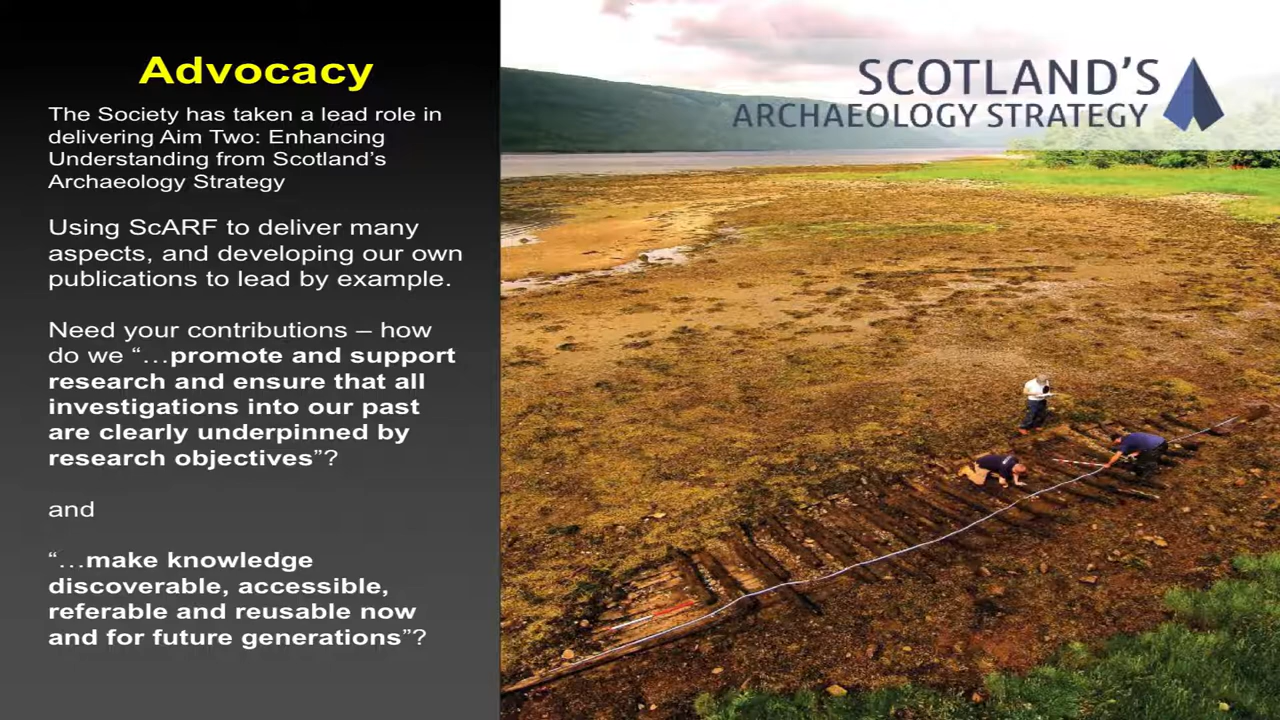 Advocacy
The Society has taken a lead role in
delivering Aim Two: Enhancing
Understanding from Scotland’s
Archaeology Strategy
Using ScARF to deliver many
aspects, and developing our own
publications to lead by example.
Need your contributions – how
do we “…promote and support
research and ensure that all
investigations into our past
are clearly underpinned by
research objectives”?
and
“…make knowledge
discoverable, accessible,
referable and reusable now
and for future generations”?
SCOTLAND’S
ARCHAEOLOGY STRATEGY